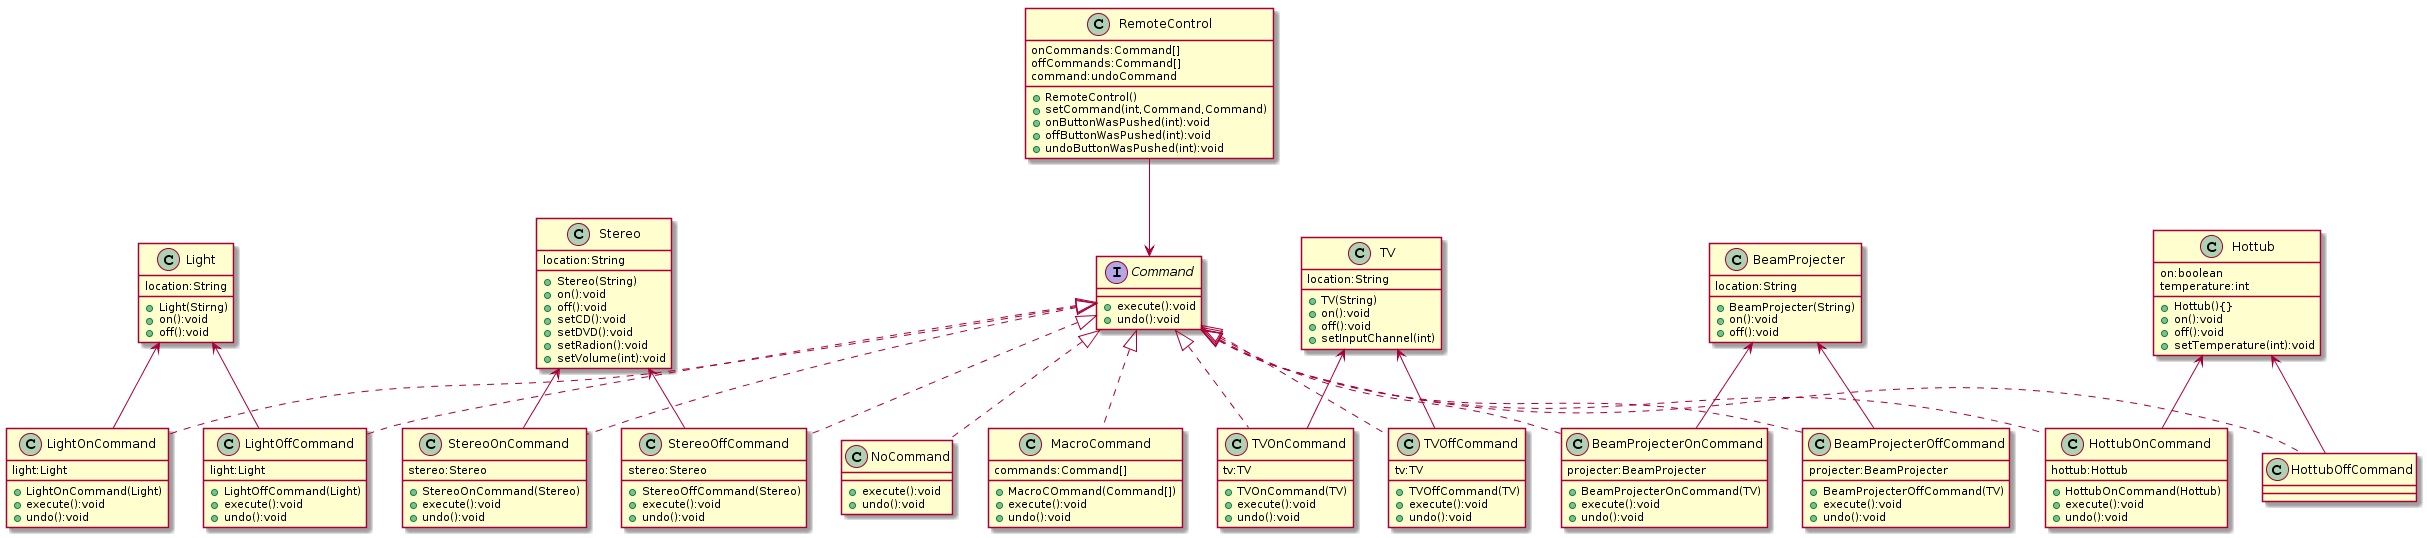 C RemoteControl
onCommands:Command[]
offCommands:Command[]
command:undoCommand
RemoteControl()
setCommand(int,Command,Command)
onButtonWasPushed(int):void
offButtonWasPushed(int):void
undoButtonWasPushed(int):void
C Light
location:String
Light(Stirng)
on():void
off():void
C Stereo
location:String
Stereo(String)
on():void
off():void
setCD():void
setDVD():void
setRadion():void
setVolume(int):void
I Command
execute():void
undo():void
C TV
location:String
TV(String)
on():void
off():void
setInputChannel(int)
C BeamProjecter
location:String
BeamProjecter(String)
on():void
off():void
C Hottub
on:boolean
temperature:int
Hottub(){}
on():void
off():void
setTemperature(int):void
C LightOnCommand
light:Light
LightOnCommand(Light)
execute():void
undo():void
C LightOffCommand
light:Light
LightOffCommand(Light)
execute():void
undo():void
C StereoOnCommand
stereo:Stereo
StereoOnCommand(Stereo)
execute():void
undo():void
C StereoOffCommand
stereo:Stereo
StereoOffCommand(Stereo)
execute():void
undo():void
C NoCommand
execute():void
undo():void
C MacroCommand
commands:Command[]
MacroCOmmand(Command[])
execute():void
undo():void
C TVOnCommand
tv:TV
TVOnCommand(TV)
execute():void
undo():void
C TVOffCommand
tv:TV
TVOffCommand(TV)
execute():void
undo():void
C BeamProjecterOnCommand
projecter:BeamProjecter
BeamProjecterOnCommand(TV)
execute():void
undo():void
C BeamProjecterOffCommand
projecter:BeamProjecter
BeamProjecterOffCommand(TV)
execute():void
undo():void
C HottubOnCommand
hottub:Hottub
HottubOnCommand(Hottub)
execute():void
undo():void
C HottubOffCommand